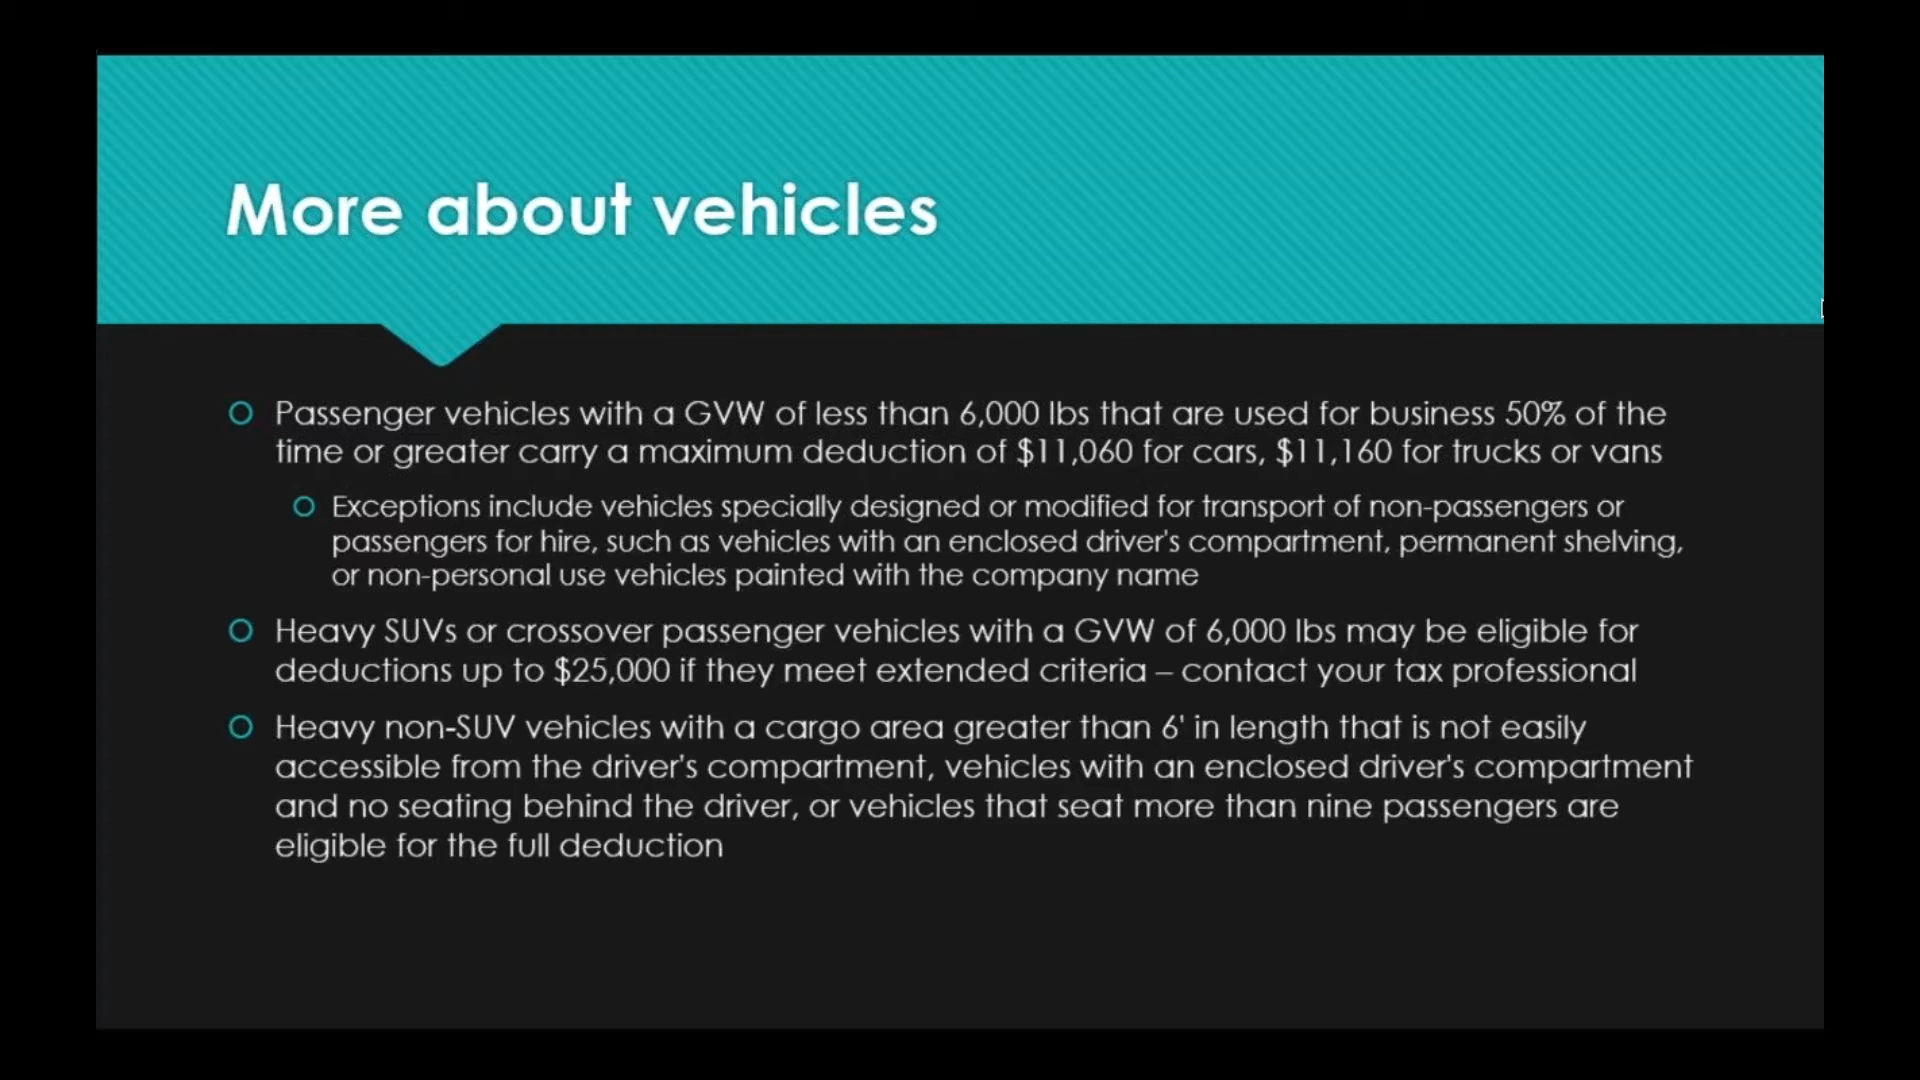 More about vehicles
Passenger vehicles with a GVW of less than 6,000 lbs that are used for business 50% of the
time or greater carry a maximum deduction of $11,060 for cars, $11,160 for trucks or vans
Exceptions include vehicles specially designed or modified for transport of non-passengers or
passengers for hire, such as vehicles with an enclosed driver's compartment, permanent shelving,
or non-personal use vehicles painted with the company name
Heavy SUVs or crossover passenger vehicles with a GVW of 6,000 lbs may be eligible for
deductions up to $25,000 if they meet extended criteria – contact your tax professional
Heavy non-SUV vehicles with a cargo area greater than 6' in length that is not easily
accessible from the driver's compartment, vehicles with an enclosed driver's compartment
and no seating behind the driver, or vehicles that seat more than nine passengers are
eligible for the full deduction